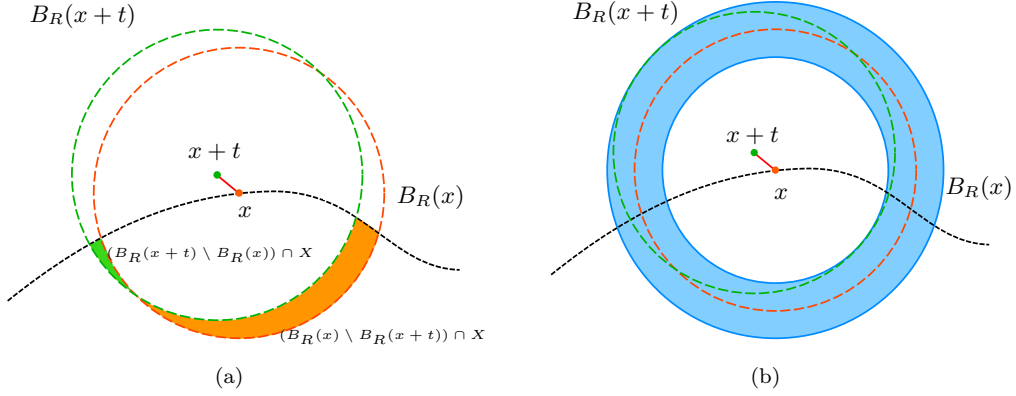 B_R(x + t)
x + t
x
B_R(x)
(B_R(x+t) \ B_R(x)) ∩ X
(B_R(x) \ B_R(x+t)) ∩ X
(a)
B_R(x + t)
x + t
x
B_R(x)
(b)